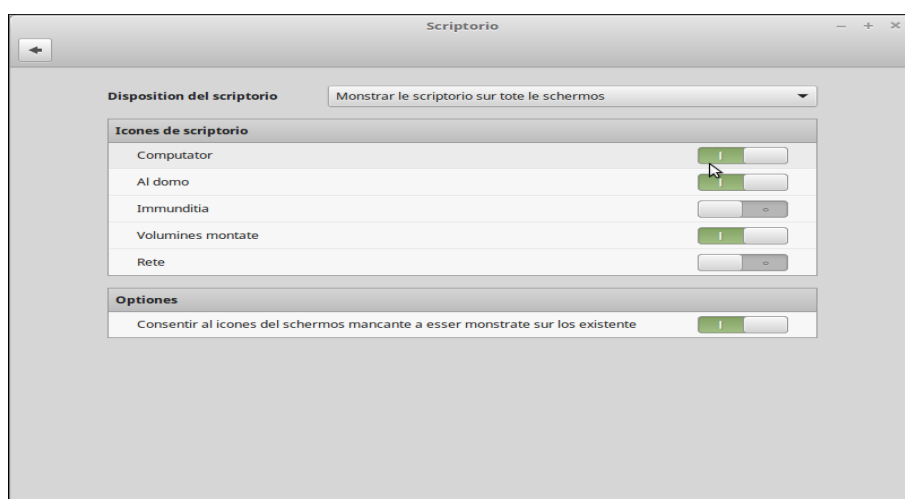 Scriptorio
Disposition del scriptorio Monstrar le scriptorio sur tote le schermos
Icones de scriptorio
Computator
Al domo
Immunditia
Volumines montate
Rete
Optiones
Consentir al icones del schermos mancante a esser monstrate sur los existente